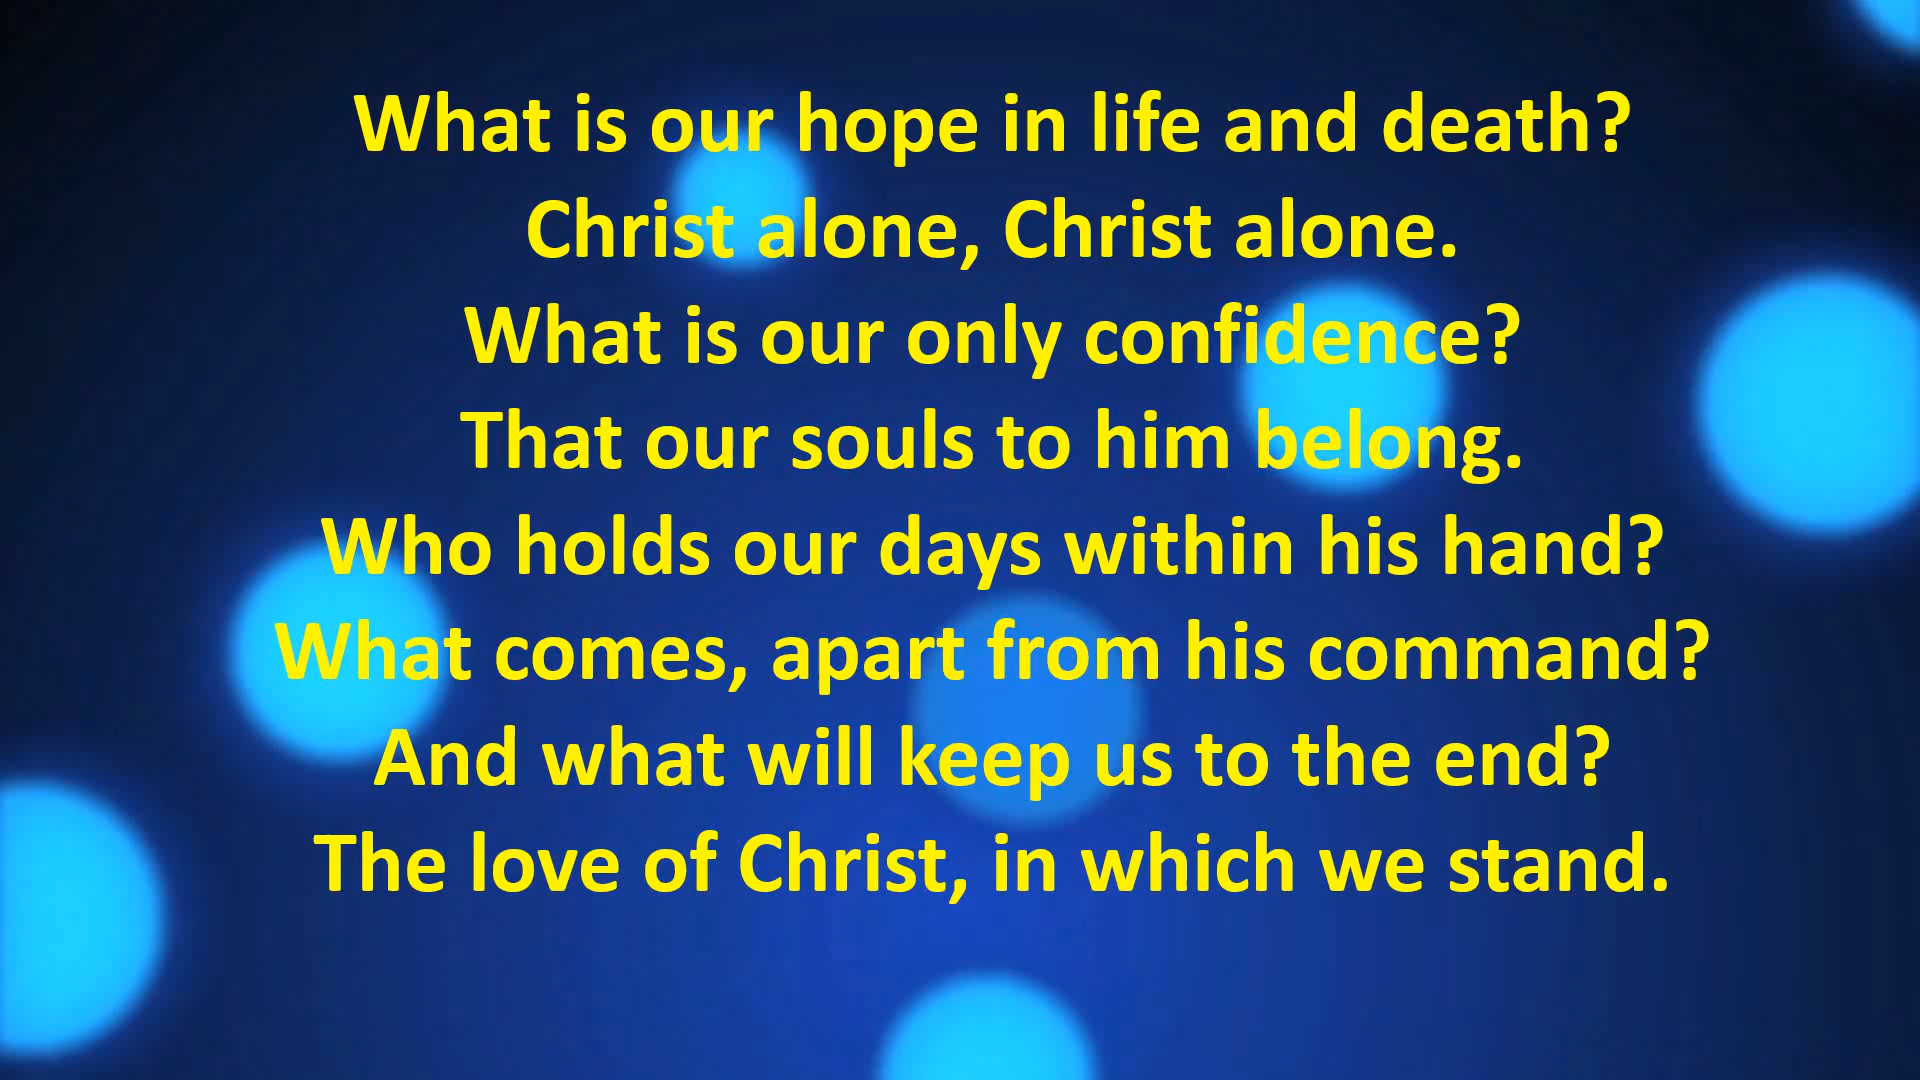 What is our hope in life and death?
Christ alone, Christ alone.
What is our only confidence?
That our souls to him belong.
Who holds our days within his hand?
What comes, apart from his command?
And what will keep us to the end?
The love of Christ, in which we stand.